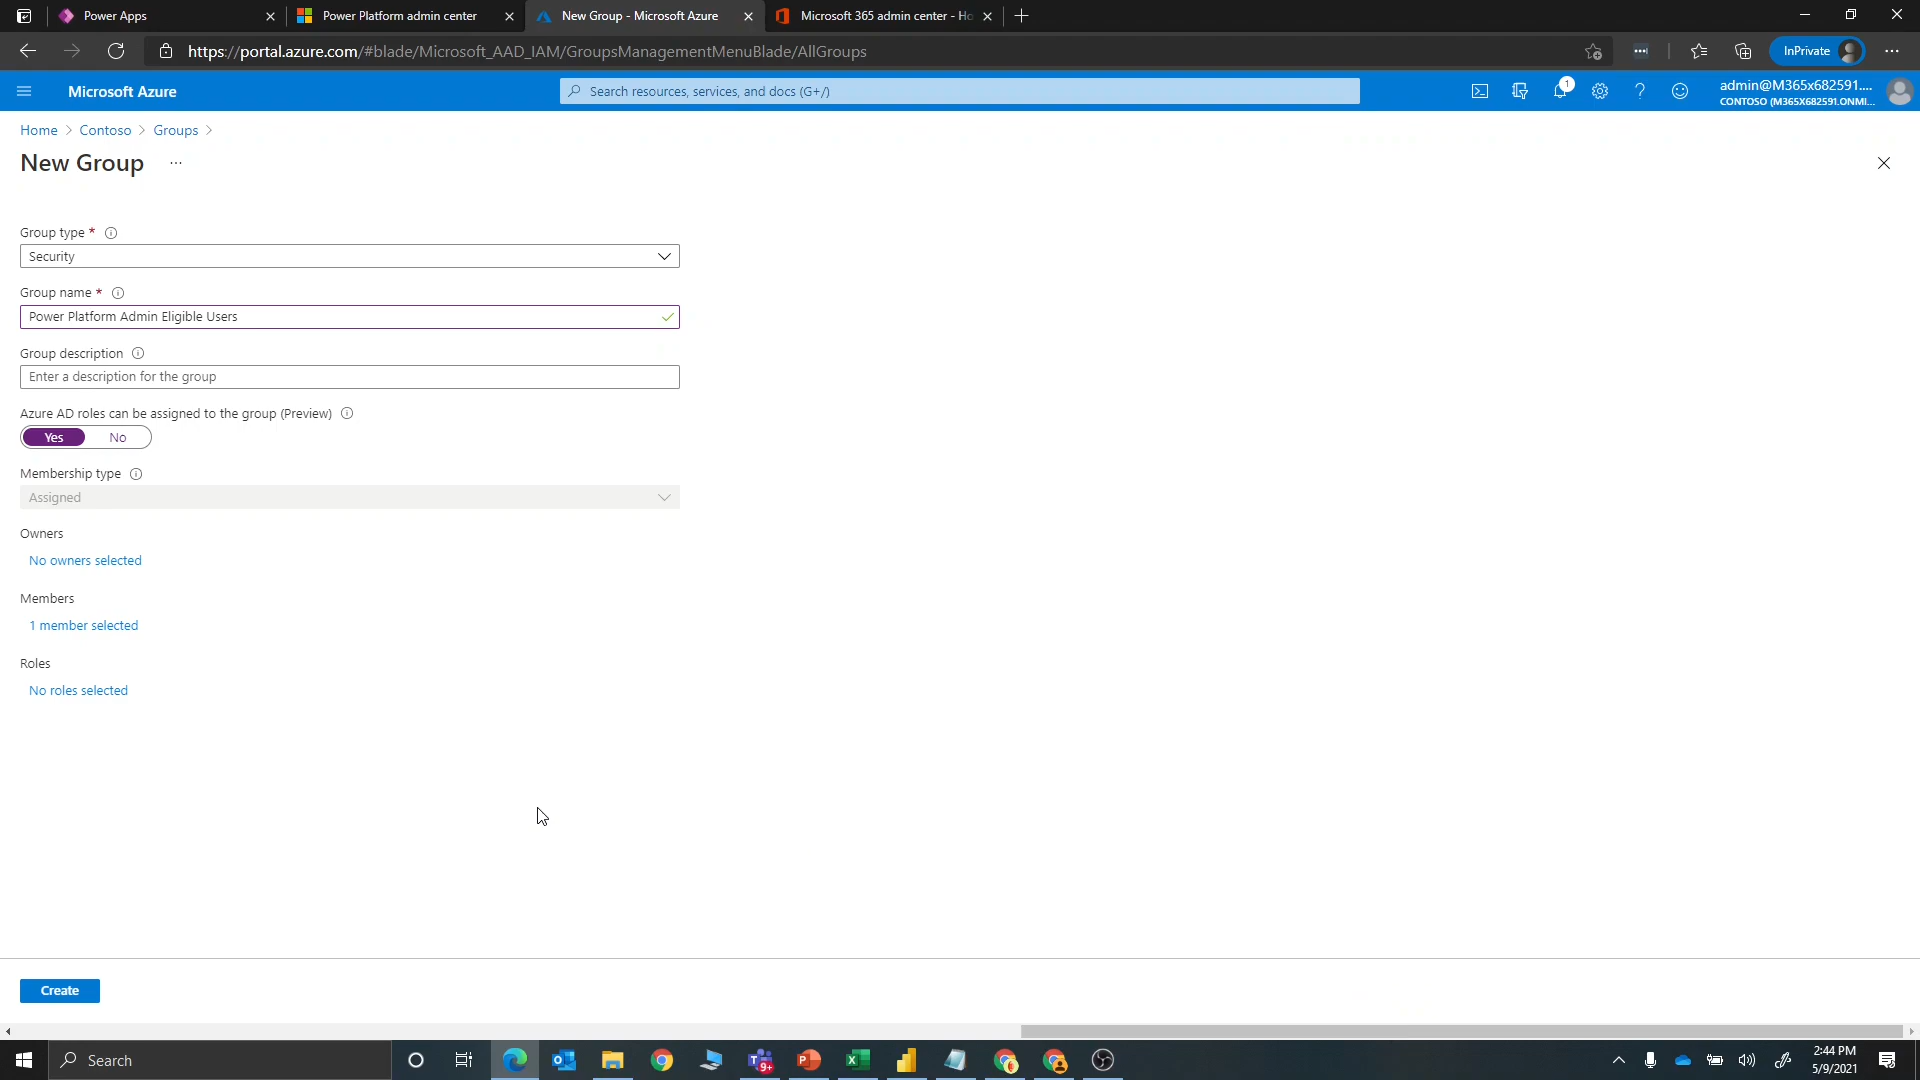 Power Apps
Power Platform admin center
New Group - Microsoft Azure
Microsoft 365 admin center - Ho
https://portal.azure.com/#blade/Microsoft_AAD_IAM/GroupsManagementMenuBlade/AllGroups
InPrivate
Microsoft Azure
Search resources, services, and docs (G+/)
1
admin@M365x682591....
CONTOSO (M365X682591.ONMI...
Home > Contoso > Groups >
New Group ...
Group type *
Security
Group name *
Power Platform Admin Eligible Users
Group description
Enter a description for the group
Azure AD roles can be assigned to the group (Preview)
Yes No
Membership type
Assigned
Owners
No owners selected
Members
1 member selected
Roles
No roles selected
Create
Search
9+
2:44 PM
5/9/2021